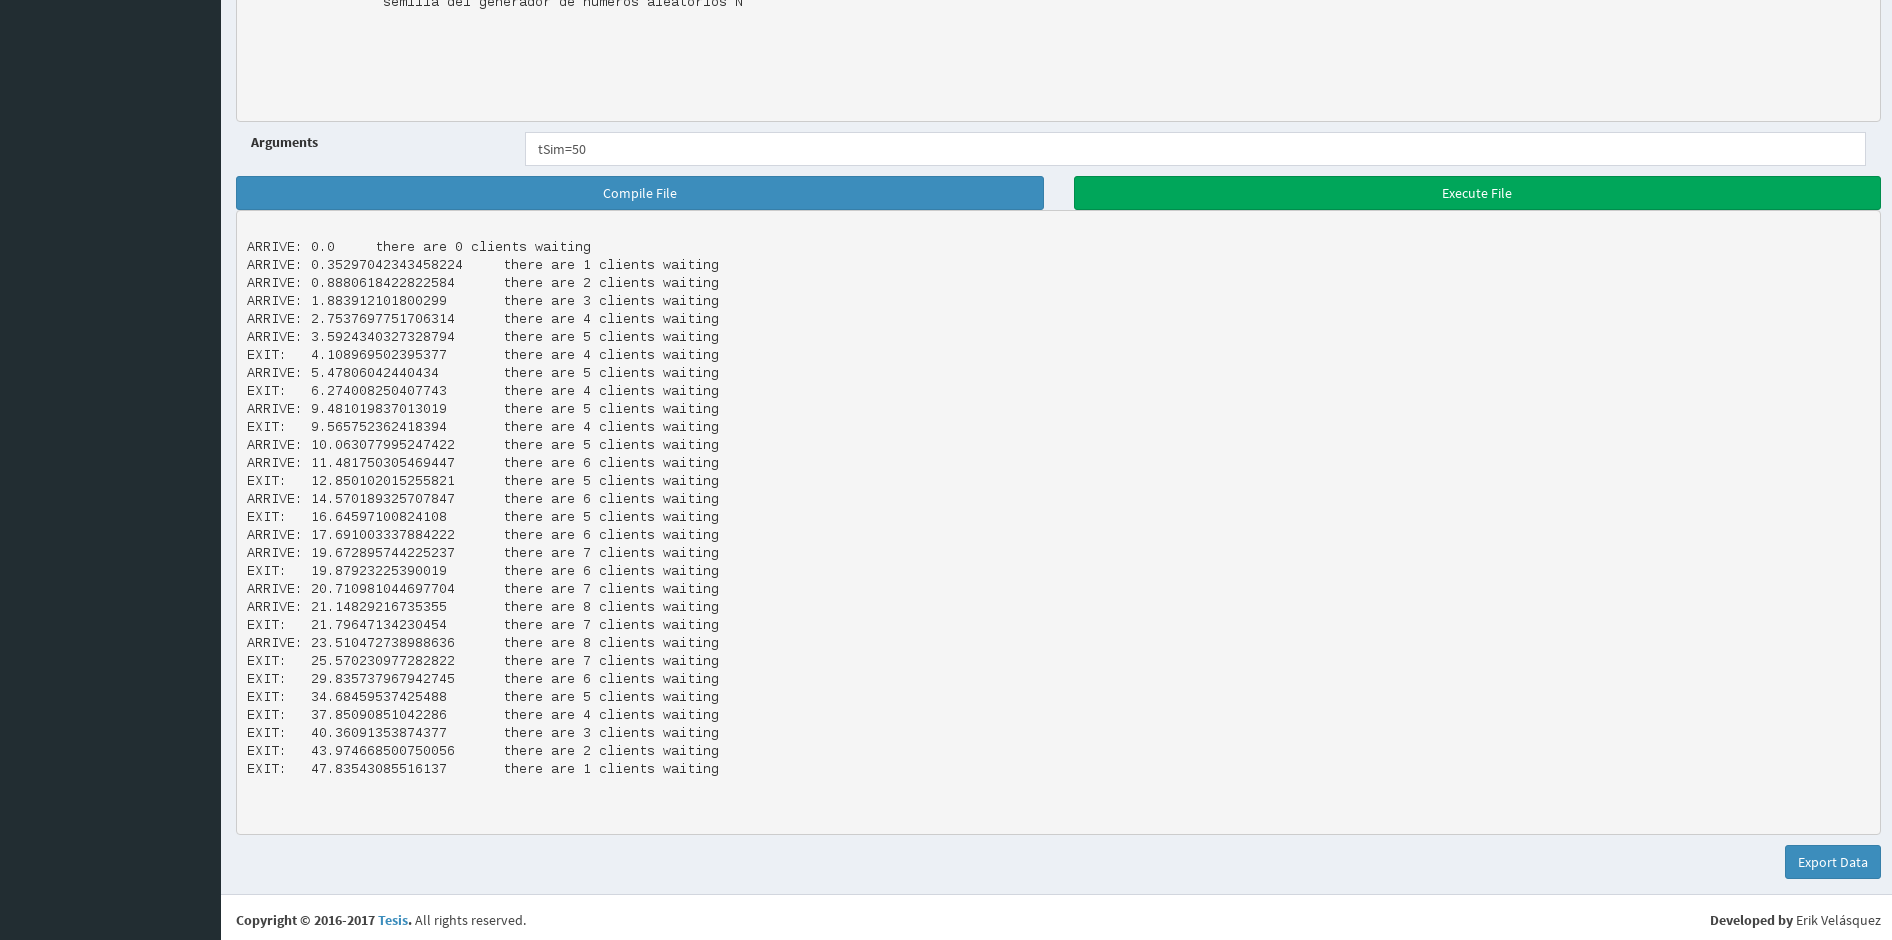 semilla del generador de numeros aleatorios N
Arguments
tSim=50
Compile File
Execute File
ARRIVE: 0.0 there are 0 clients waiting
ARRIVE: 0.35297042343458224 there are 1 clients waiting
ARRIVE: 0.8880618422822584 there are 2 clients waiting
ARRIVE: 1.883912101800299 there are 3 clients waiting
ARRIVE: 2.7537697751706314 there are 4 clients waiting
ARRIVE: 3.5924340327328794 there are 5 clients waiting
EXIT: 4.108969502395377 there are 4 clients waiting
ARRIVE: 5.47806042440434 there are 5 clients waiting
EXIT: 6.274008250407743 there are 4 clients waiting
ARRIVE: 9.481019837013019 there are 5 clients waiting
EXIT: 9.565752362418394 there are 4 clients waiting
ARRIVE: 10.063077995247422 there are 5 clients waiting
ARRIVE: 11.481750305469447 there are 6 clients waiting
EXIT: 12.850102015255821 there are 5 clients waiting
ARRIVE: 14.570189325707847 there are 6 clients waiting
EXIT: 16.64597100824108 there are 5 clients waiting
ARRIVE: 17.691003337884222 there are 6 clients waiting
ARRIVE: 19.672895744225237 there are 7 clients waiting
EXIT: 19.87923225390019 there are 6 clients waiting
ARRIVE: 20.710981044697704 there are 7 clients waiting
ARRIVE: 21.14829216735355 there are 8 clients waiting
EXIT: 21.79647134230454 there are 7 clients waiting
ARRIVE: 23.510472738988636 there are 8 clients waiting
EXIT: 25.570230977282822 there are 7 clients waiting
EXIT: 29.835737967942745 there are 6 clients waiting
EXIT: 34.68459537425488 there are 5 clients waiting
EXIT: 37.85090851042286 there are 4 clients waiting
EXIT: 40.36091353874377 there are 3 clients waiting
EXIT: 43.974668500750056 there are 2 clients waiting
EXIT: 47.83543085516137 there are 1 clients waiting
Export Data
Copyright © 2016-2017 Tesis. All rights reserved.
Developed by Erik Velásquez